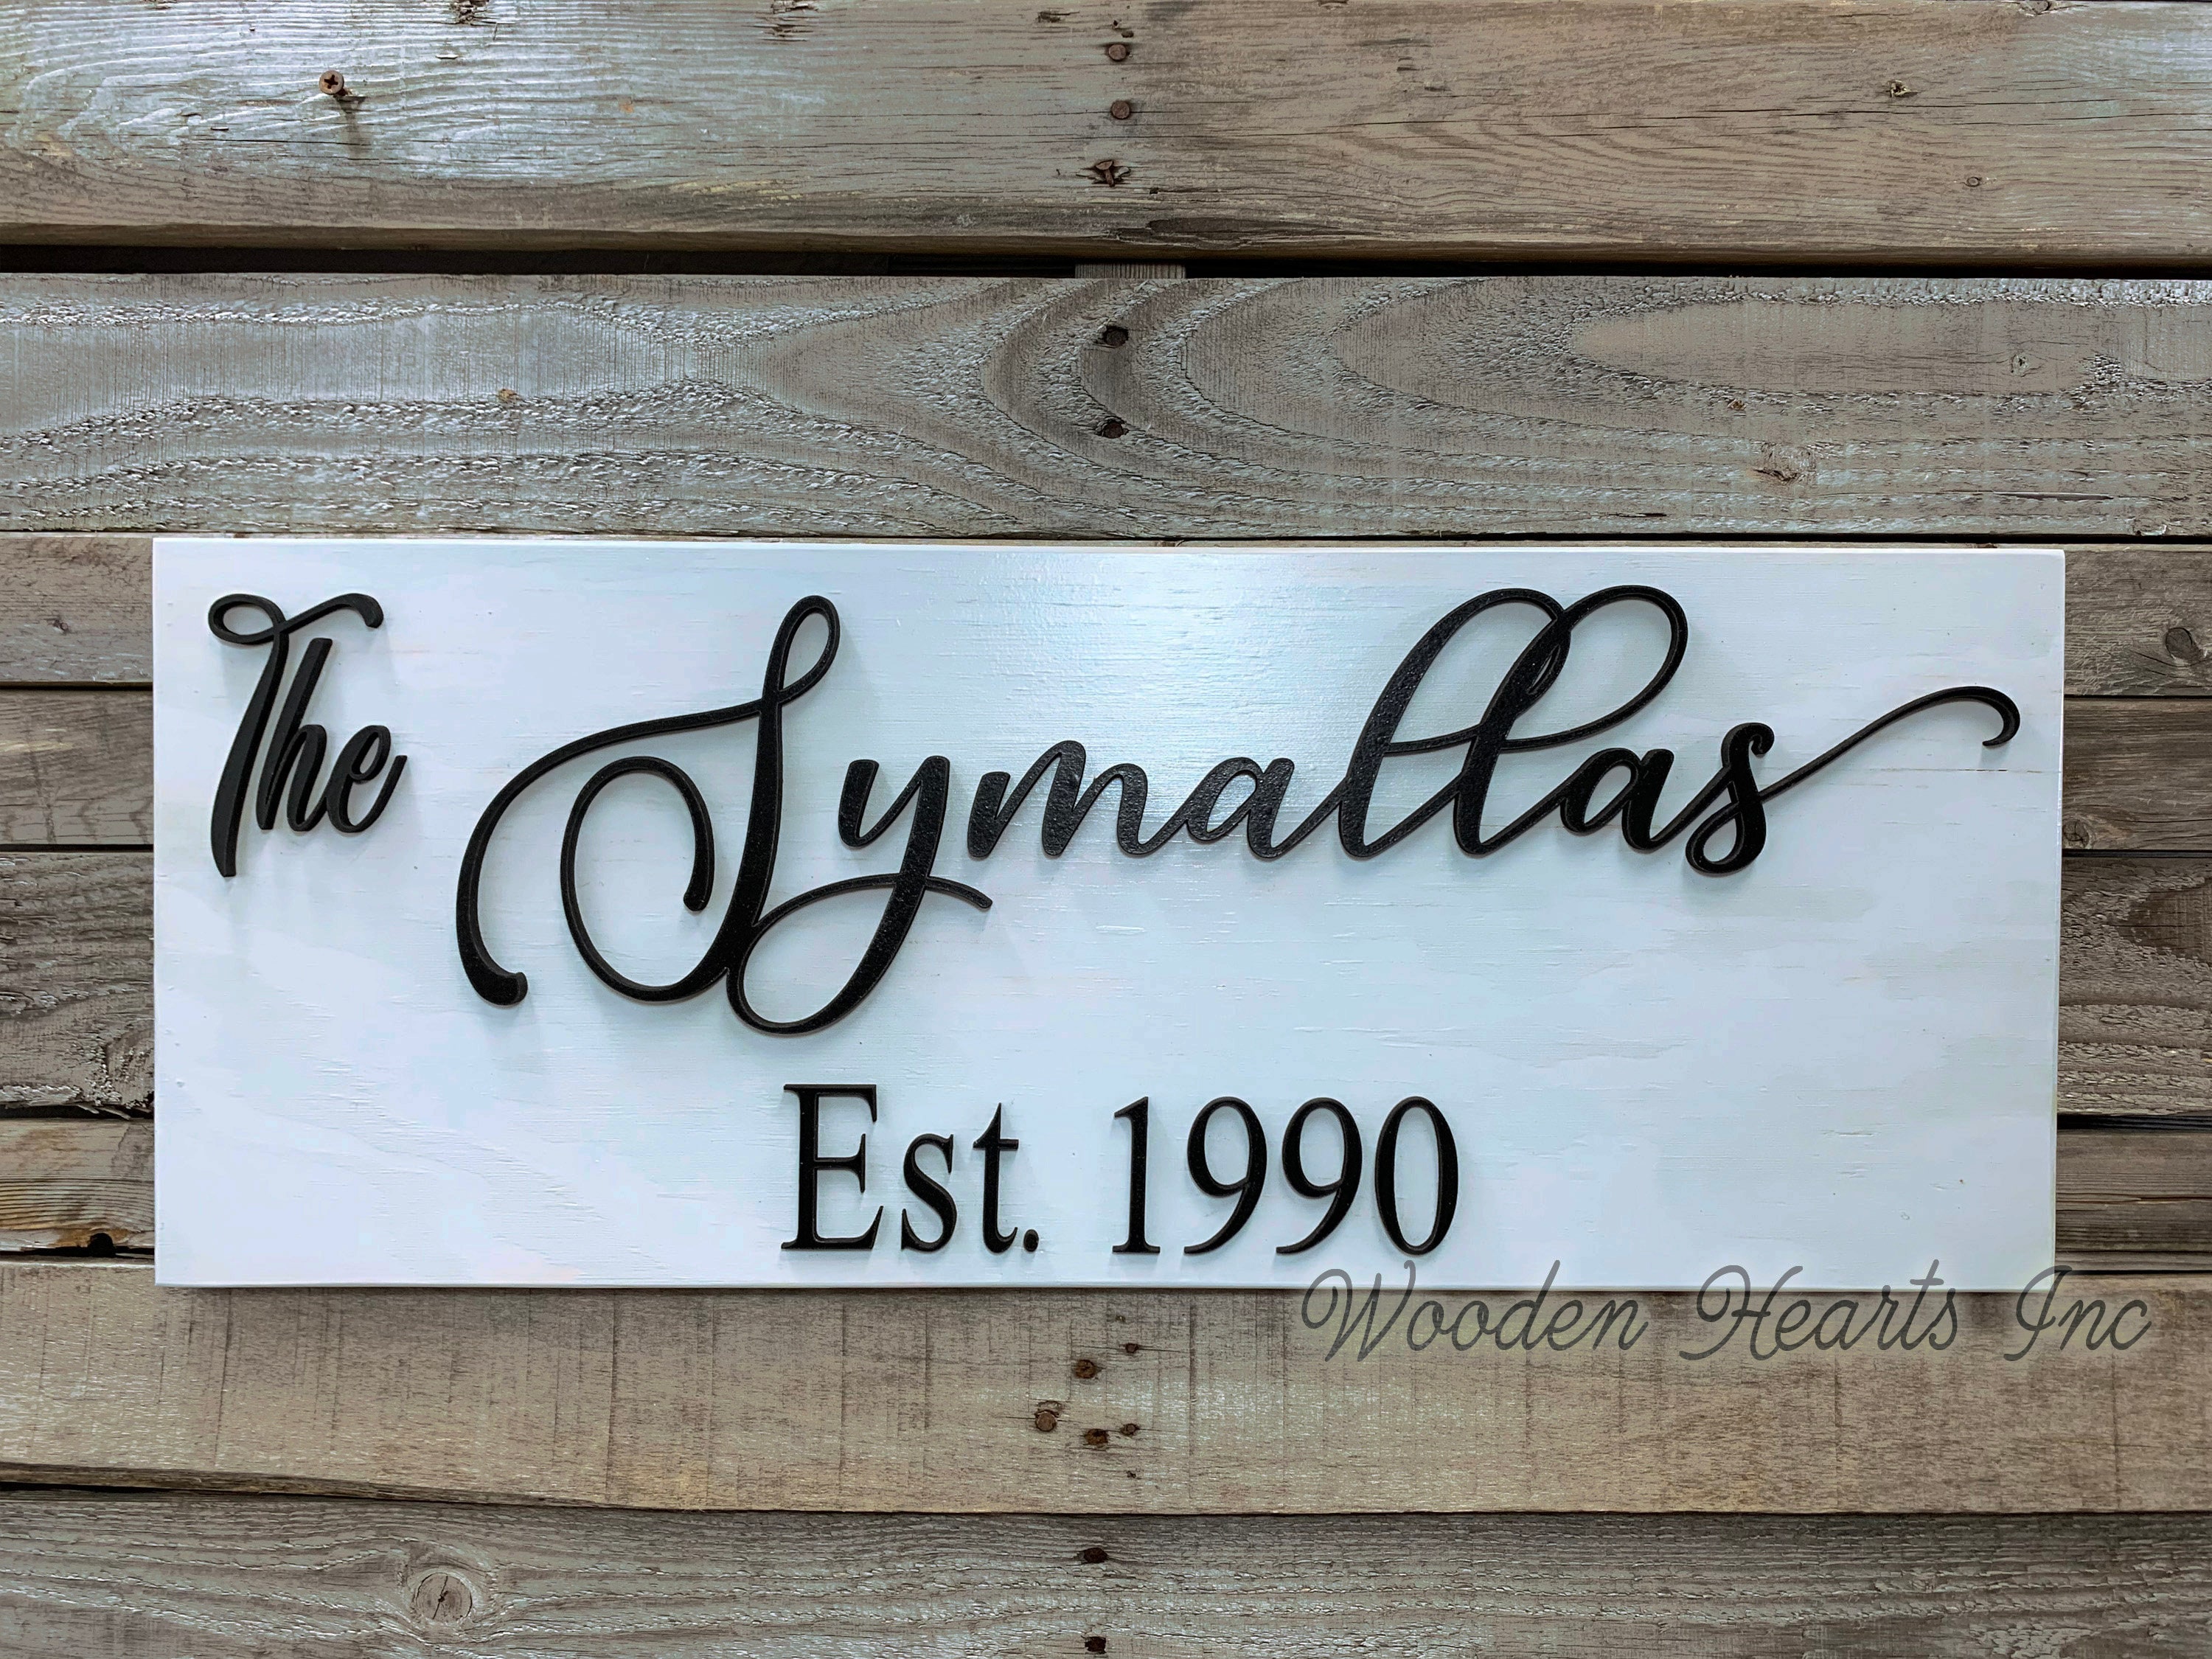 The Symallas
Est. 1990
Wooden Hearts Inc